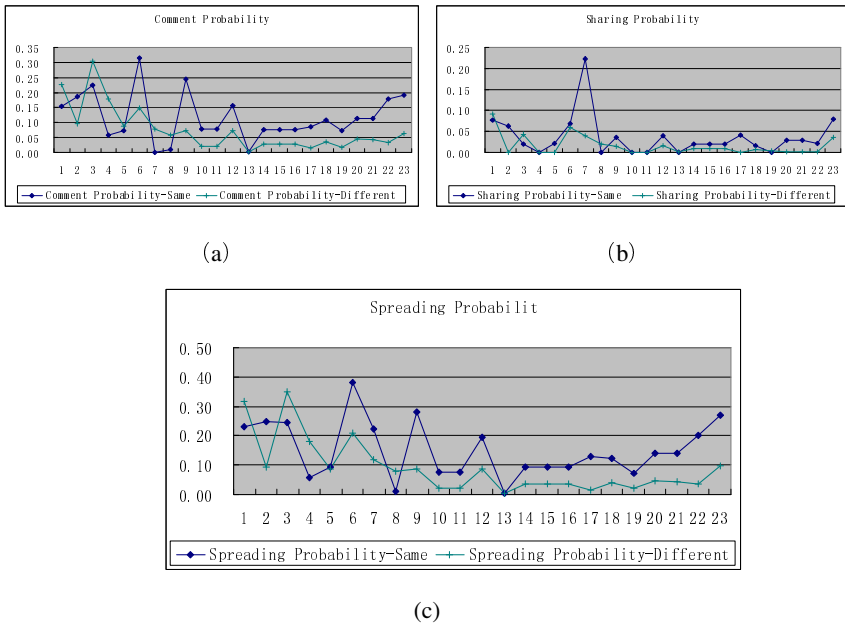 Comment Probability
0.35
0.30
0.25
0.20
0.15
0.10
0.05
0.00
1 2 3 4 5 6 7 8 9 10 11 12 13 14 15 16 17 18 19 20 21 22 23
Comment Probability-Same Comment Probability-Different
(a)
Sharing Probability
0.25
0.20
0.15
0.10
0.05
0.00
1 2 3 4 5 6 7 8 9 10 11 12 13 14 15 16 17 18 19 20 21 22 23
Sharing Probability-Same Sharing Probability-Different
(b)
Spreading Probabilit
0.50
0.40
0.30
0.20
0.10
0.00
1 2 3 4 5 6 7 8 9 10 11 12 13 14 15 16 17 18 19 20 21 22 23
Spreading Probability-Same Spreading Probability-Different
(c)